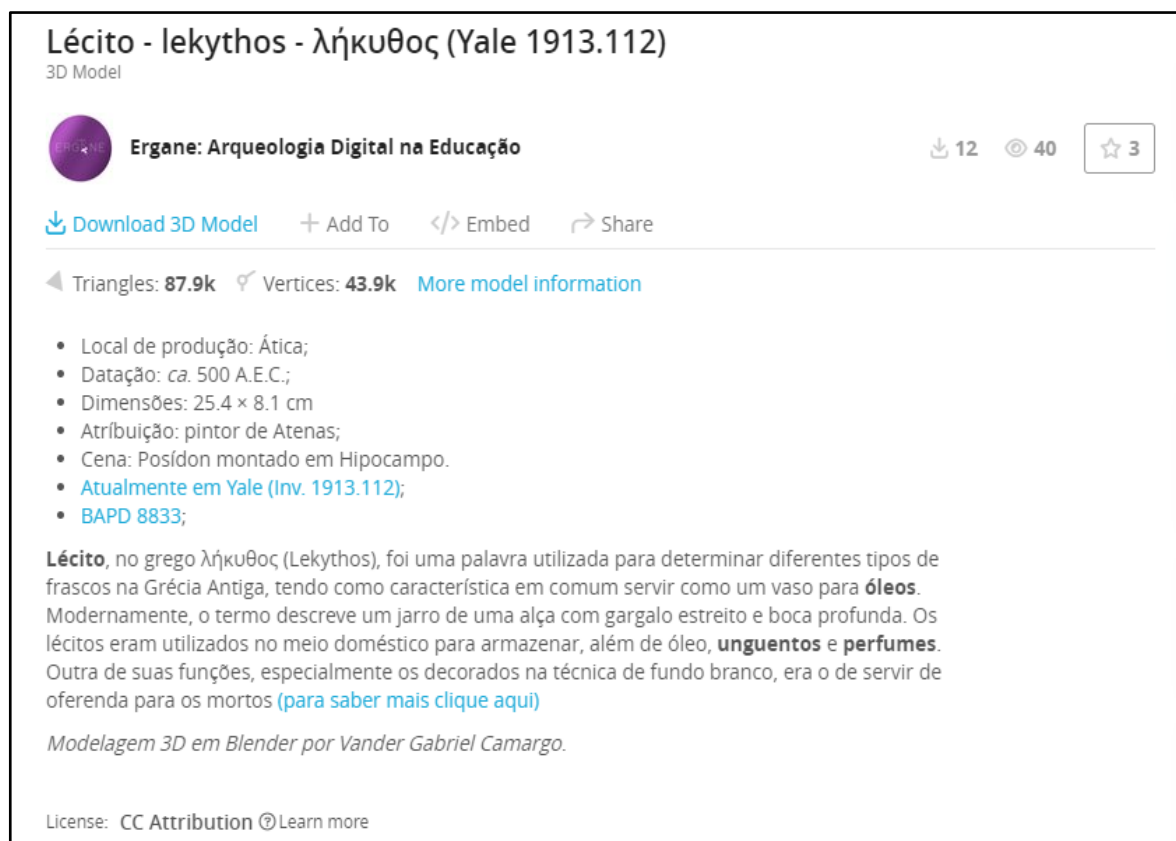 Lécito - lekythos - λήκυθος (Yale 1913.112)
3D Model
ERGANE
Ergane: Arqueologia Digital na Educação
12 40 3
Download 3D Model Add To </> Embed Share
Triangles: 87.9k Vertices: 43.9k More model information
• Local de produção: Ática;
• Datação: ca. 500 A.E.C.;
• Dimensões: 25.4 × 8.1 cm
• Atríbuição: pintor de Atenas;
• Cena: Posídon montado em Hipocampo.
• Atualmente em Yale (Inv. 1913.112);
• BAPD 8833;
Lécito, no grego λήκυθος (Lekythos), foi uma palavra utilizada para determinar diferentes tipos de
frascos na Grécia Antiga, tendo como característica em comum servir como um vaso para óleos.
Modernamente, o termo descreve um jarro de uma alça com gargalo estreito e boca profunda. Os
lécitos eram utilizados no meio doméstico para armazenar, além de óleo, unguentos e perfumes.
Outra de suas funções, especialmente os decorados na técnica de fundo branco, era o de servir de
oferenda para os mortos (para saber mais clique aqui)
Modelagem 3D em Blender por Vander Gabriel Camargo.
License: CC Attribution ? Learn more